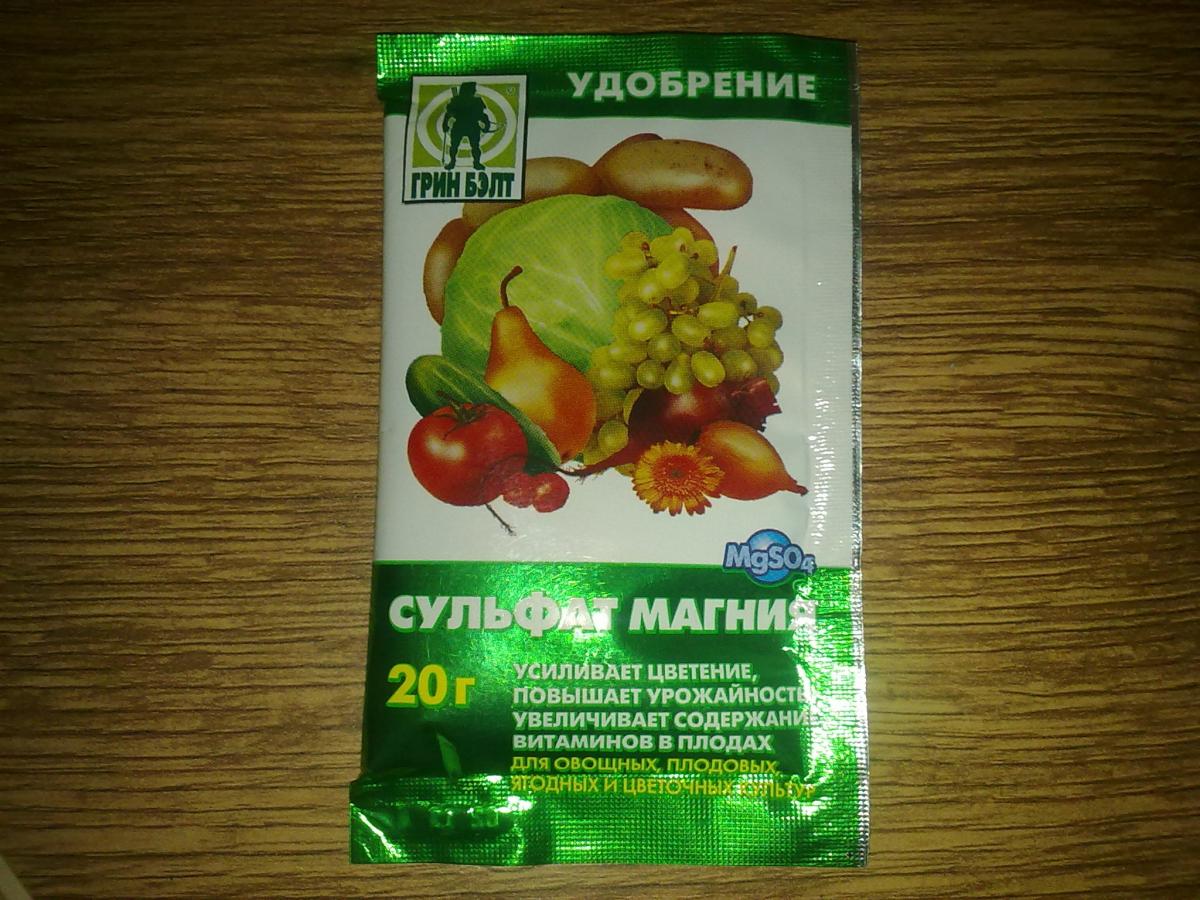 УДОБРЕНИЕ
ГРИН БЭЛТ
MgSO4
СУЛЬФАТ МАГНИЯ
20 г
УСИЛИВАЕТ ЦВЕТЕНИЕ,
ПОВЫШАЕТ УРОЖАЙНОСТЬ,
УВЕЛИЧИВАЕТ СОДЕРЖАНИЕ
ВИТАМИНОВ В ПЛОДАХ
ДЛЯ ОВОЩНЫХ, ПЛОДОВЫХ,
ЯГОДНЫХ И ЦВЕТОЧНЫХ КУЛЬТУР